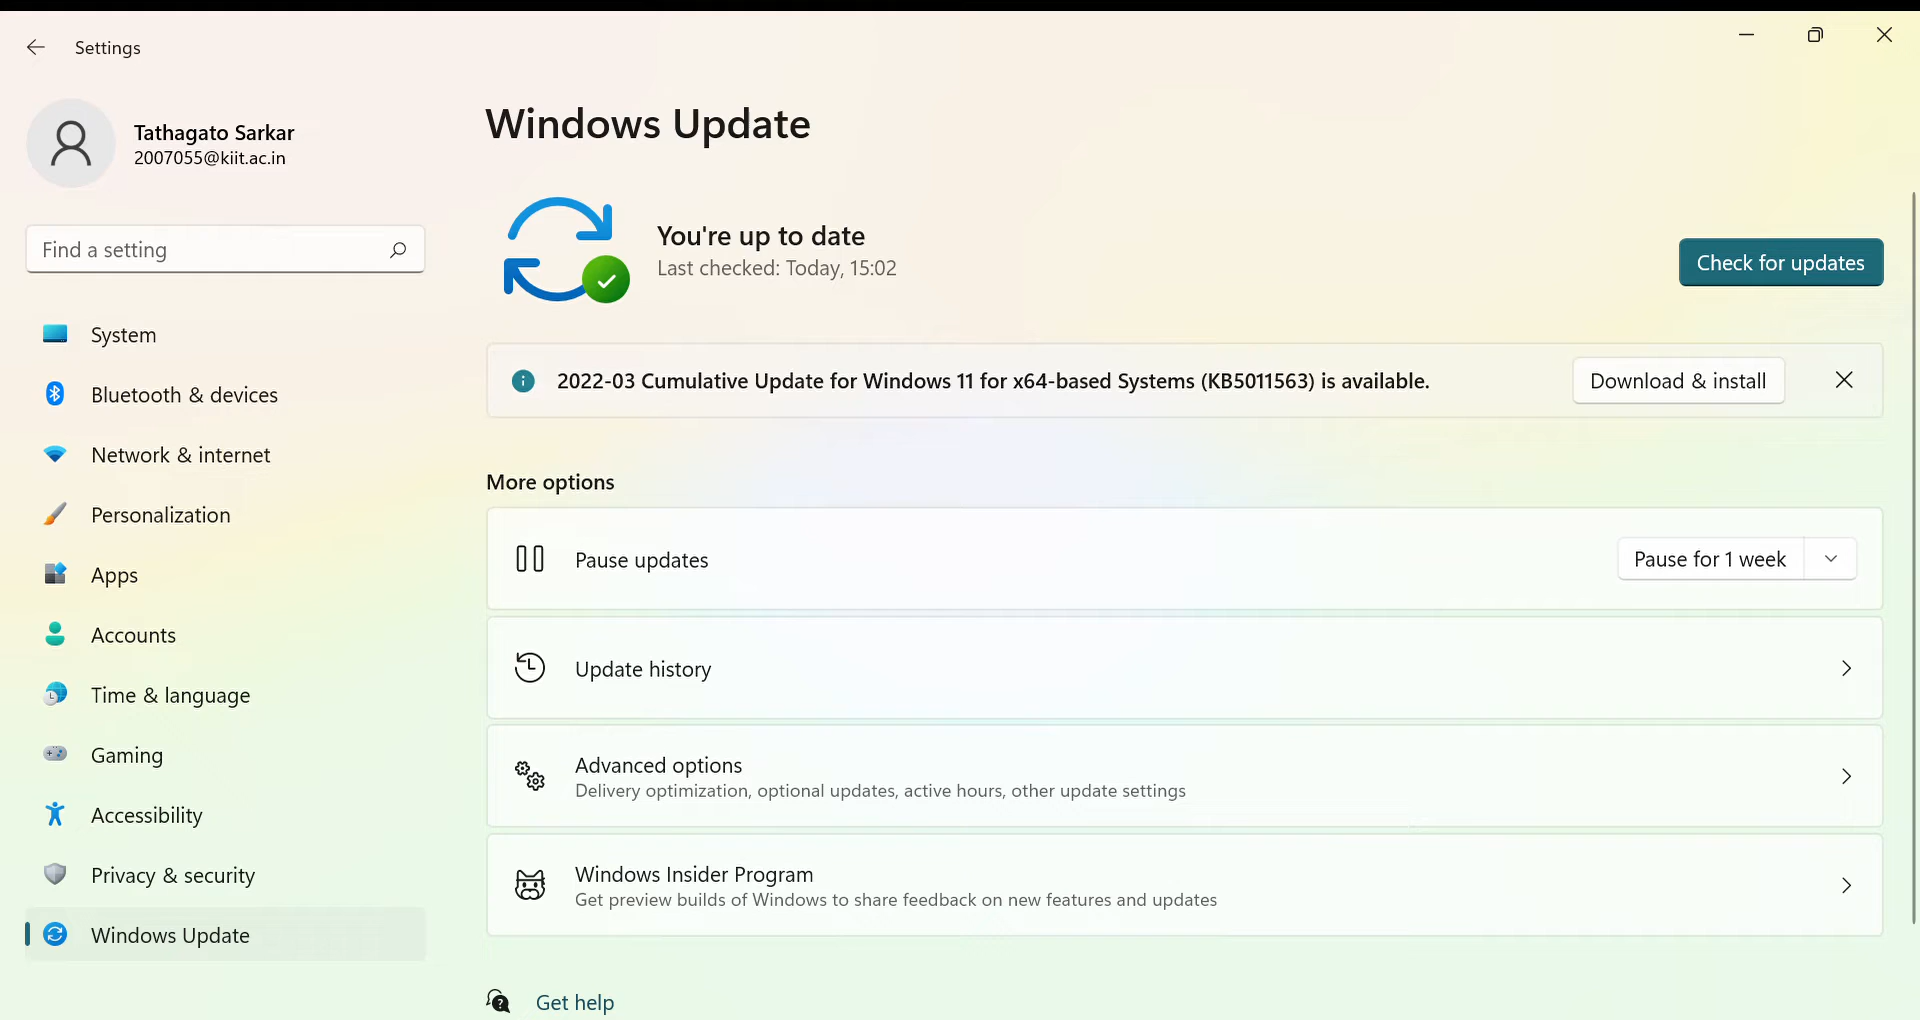 Settings
Tathagato Sarkar
2007055@kiit.ac.in
Find a setting
System
Bluetooth & devices
Network & internet
Personalization
Apps
Accounts
Time & language
Gaming
Accessibility
Privacy & security
Windows Update
Windows Update
You're up to date
Last checked: Today, 15:02
Check for updates
2022-03 Cumulative Update for Windows 11 for x64-based Systems (KB5011563) is available.
Download & install
More options
Pause updates
Pause for 1 week
Update history
Advanced options
Delivery optimization, optional updates, active hours, other update settings
Windows Insider Program
Get preview builds of Windows to share feedback on new features and updates
Get help